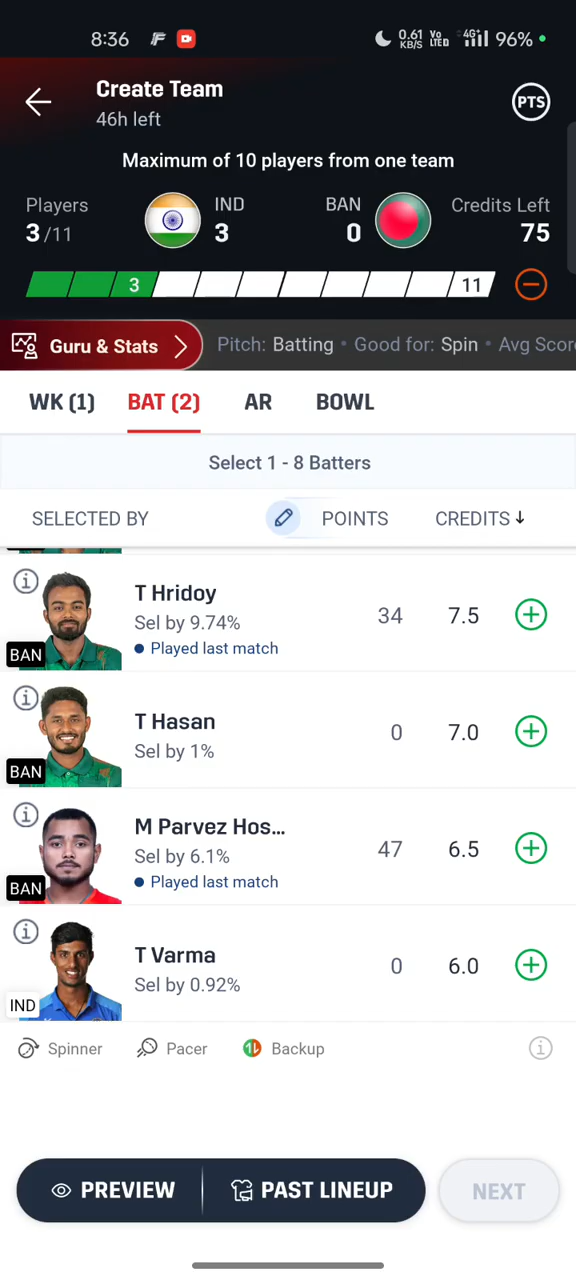 8:36
0.61 KB/S Vo LTED 4G+ 96%
Create Team
46h left
PTS
Maximum of 10 players from one team
Players
3/11
IND
3
BAN
0
Credits Left
75
3
11
Guru & Stats
Pitch: Batting • Good for: Spin • Avg Scor
WK (1) BAT (2) AR BOWL
Select 1 - 8 Batters
SELECTED BY POINTS CREDITS ↓
T Hridoy
Sel by 9.74%
34 7.5
Played last match
BAN
T Hasan
Sel by 1%
0 7.0
BAN
M Parvez Hos...
Sel by 6.1%
47 6.5
Played last match
BAN
T Varma
Sel by 0.92%
0 6.0
IND
Spinner Pacer Backup
PREVIEW PAST LINEUP NEXT